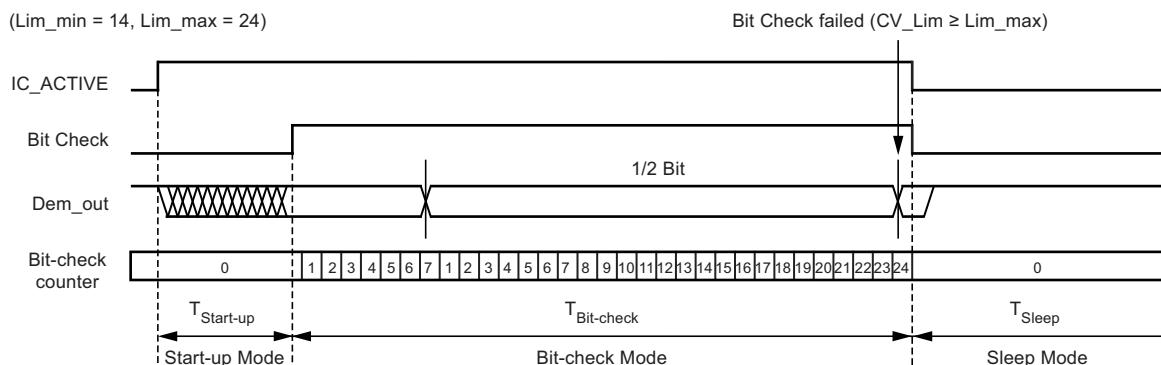 (Lim_min = 14, Lim_max = 24)
Bit Check failed (CV_Lim ≥ Lim_max)
IC_ACTIVE
Bit Check
1/2 Bit
Dem_out
Bit-check
counter
0 1 2 3 4 5 6 7 1 2 3 4 5 6 7 8 9 10 11 12 13 14 15 16 17 18 19 20 21 22 23 24 0
T Start-up T Bit-check T Sleep
Start-up Mode Bit-check Mode Sleep Mode